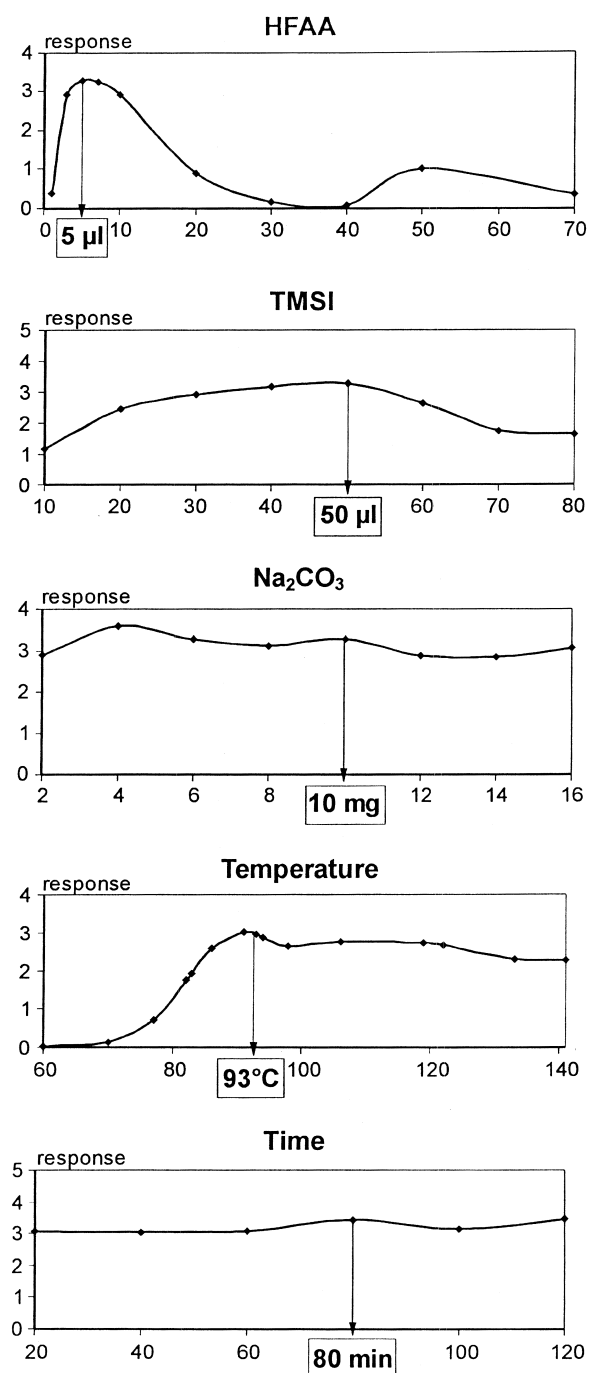 HFAA
response
4
3
2
1
0
0 5 µl 10 20 30 40 50 60 70
TMSI
response
5
4
3
2
1
0
10 20 30 40 50 µl 60 70 80
Na₂CO₃
response
4
3
2
1
0
2 4 6 8 10 mg 12 14 16
Temperature
response
4
3
2
1
0
60 80 93°C 100 120 140
Time
response
5
4
3
2
1
0
20 40 60 80 min 100 120